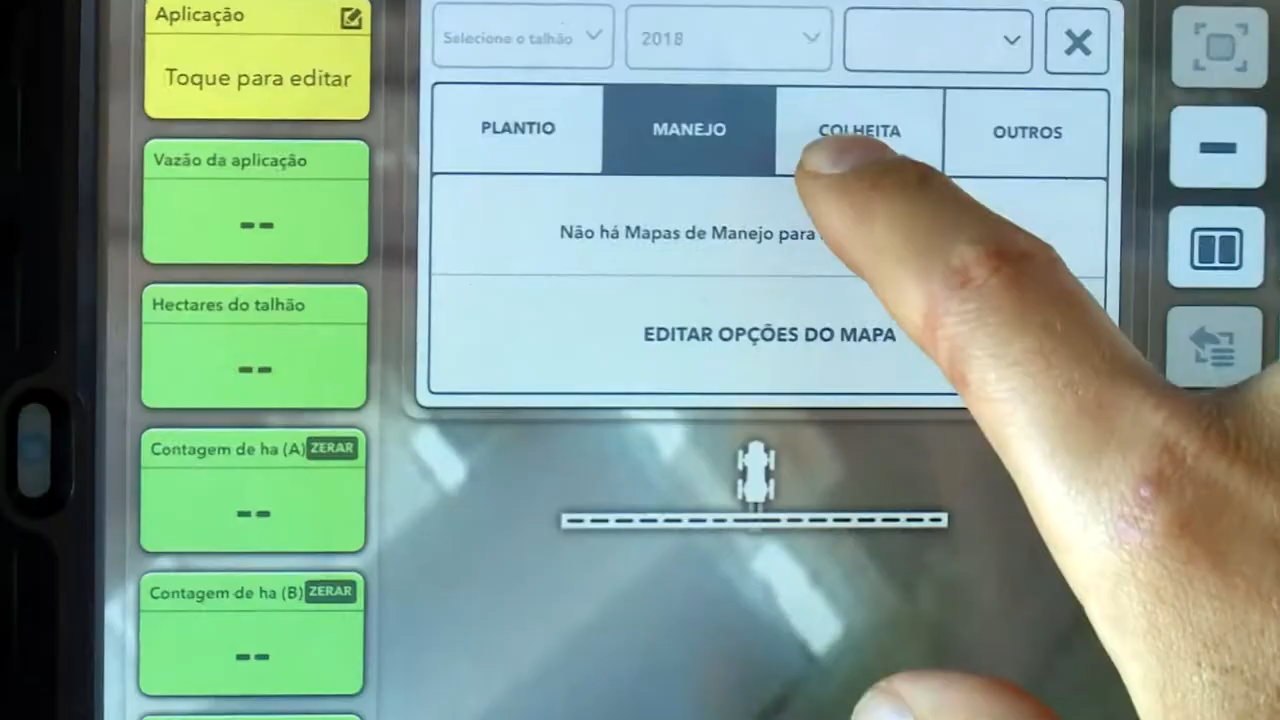 Aplicação
Toque para editar
Vazão da aplicação
--
Hectares do talhão
--
Contagem de ha (A) ZERAR
--
Contagem de ha (B) ZERAR
--
Selecione o talhão
2018
PLANTIO
MANEJO
COLHEITA
OUTROS
Não há Mapas de Manejo para
EDITAR OPÇÕES DO MAPA